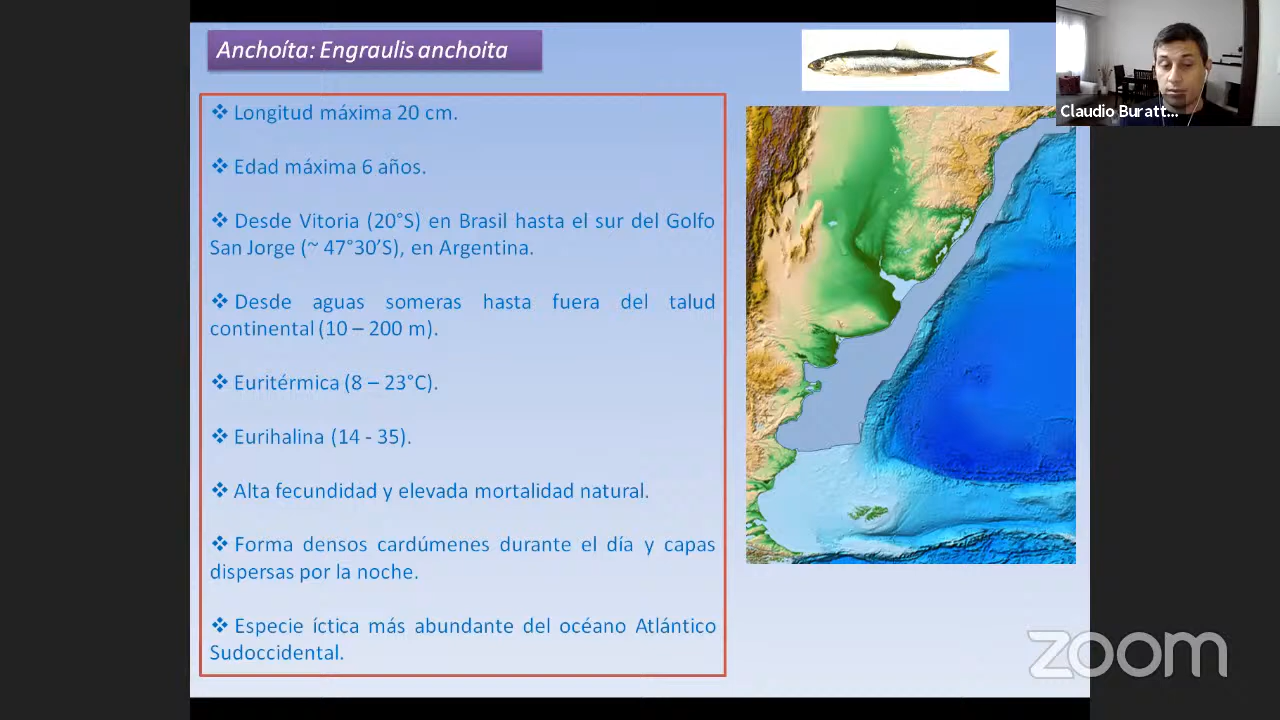 Anchoíta: Engraulis anchoita
Claudio Buratt...
❖ Longitud máxima 20 cm.
❖ Edad máxima 6 años.
❖ Desde Vitoria (20°S) en Brasil hasta el sur del Golfo
San Jorge (~ 47°30’S), en Argentina.
❖ Desde aguas someras hasta fuera del talud
continental (10 – 200 m).
❖ Euritérmica (8 – 23°C).
❖ Eurihalina (14 - 35).
❖ Alta fecundidad y elevada mortalidad natural.
❖ Forma densos cardúmenes durante el día y capas
dispersas por la noche.
❖ Especie íctica más abundante del océano Atlántico
Sudoccidental.
zoom